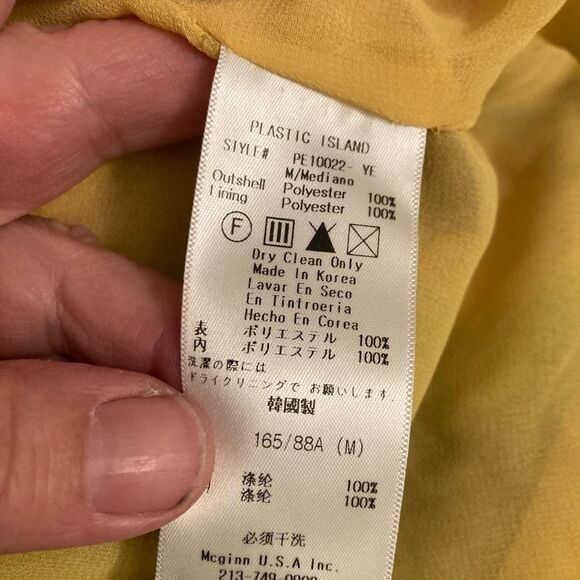 PLASTIC ISLAND
STYLE# PE10022- YE
M/Mediano
Outshell Polyester 100%
Lining Polyester 100%
F
Dry Clean Only
Made In Korea
Lavar En Seco
En Tintroeria
Hecho En Corea
表 ポリエステル 100%
内 ポリエステル 100%
洗濯の際には
ドライクリニングで お願いします.
韓國製
165/88A (M)
涤纶 100%
涤纶 100%
必须干洗
Mcginn U.S.A Inc.
213-749-0900